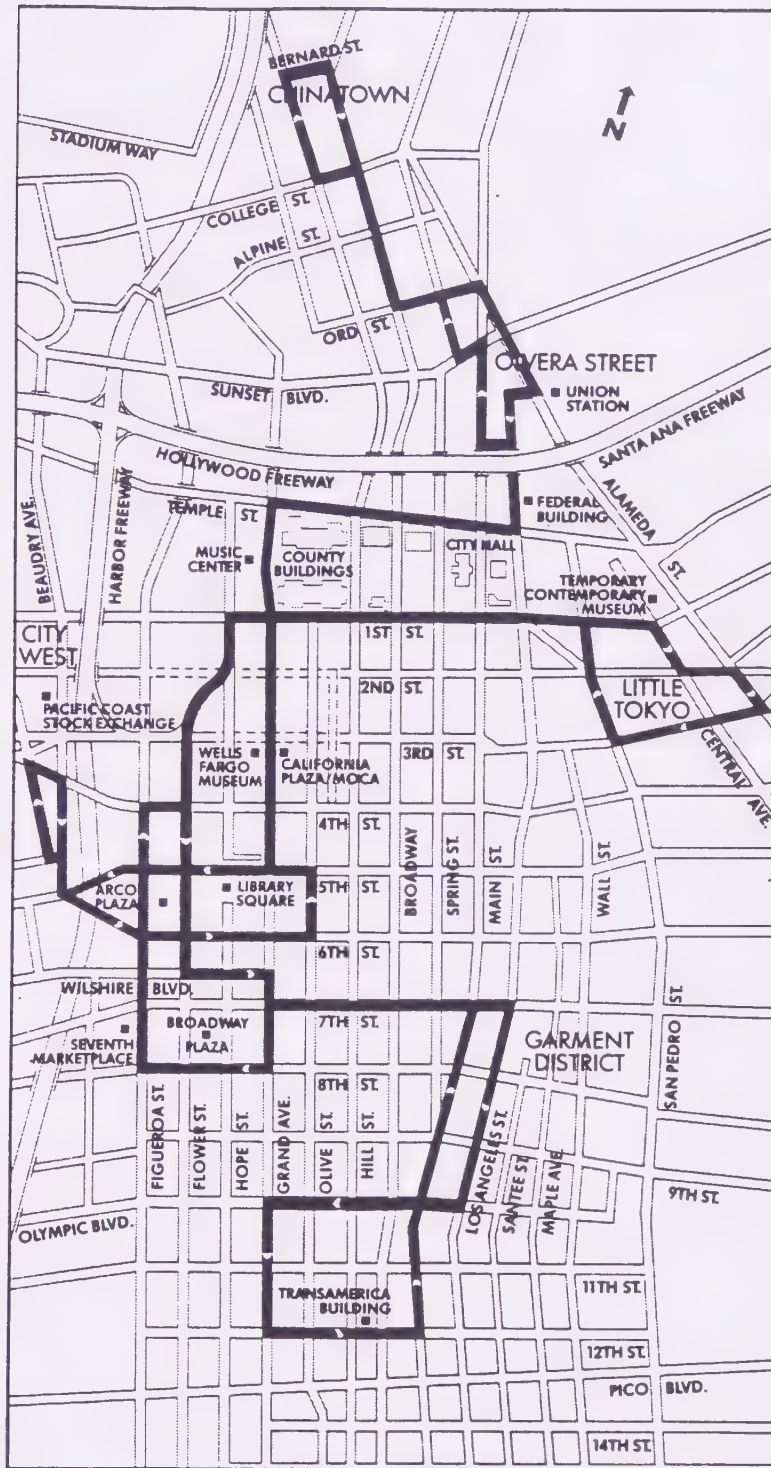 BERNARD ST.
CHINATOWN
N
STADIUM WAY
COLLEGE ST.
ALPINE ST.
ORD ST.
OLVERA STREET
SUNSET BLVD.
UNION
STATION
SANTA ANA FREEWAY
HOLLYWOOD FREEWAY
BEAUDRY AVE.
HARBOR FREEWAY
TEMPLE ST.
FEDERAL
BUILDING
ALAMEDA ST.
MUSIC
CENTER
COUNTY
BUILDINGS
CITY HALL
TEMPORARY
CONTEMPORARY
MUSEUM
CITY
WEST
1ST ST.
2ND ST.
LITTLE
TOKYO
PACIFIC COAST
STOCK EXCHANGE
WELLS
FARGO
MUSEUM
CALIFORNIA
PLAZA/MOCA
3RD ST.
CENTRAL AVE.
4TH ST.
BROADWAY
SPRING ST.
MAIN ST.
WALL ST.
ARCO
PLAZA
LIBRARY
SQUARE
5TH ST.
6TH ST.
WILSHIRE BLVD.
SEVENTH
MARKETPLACE
BROADWAY
PLAZA
7TH ST.
GARMENT
DISTRICT
SAN PEDRO ST.
8TH ST.
FIGUEROA ST.
FLOWER ST.
HOPE ST.
GRAND AVE.
OLIVE ST.
HILL ST.
LOS ANGELES ST.
SANTEE ST.
MAPLE AVE.
9TH ST.
OLYMPIC BLVD.
TRANSAMERICA
BUILDING
11TH ST.
12TH ST.
PICO BLVD.
14TH ST.